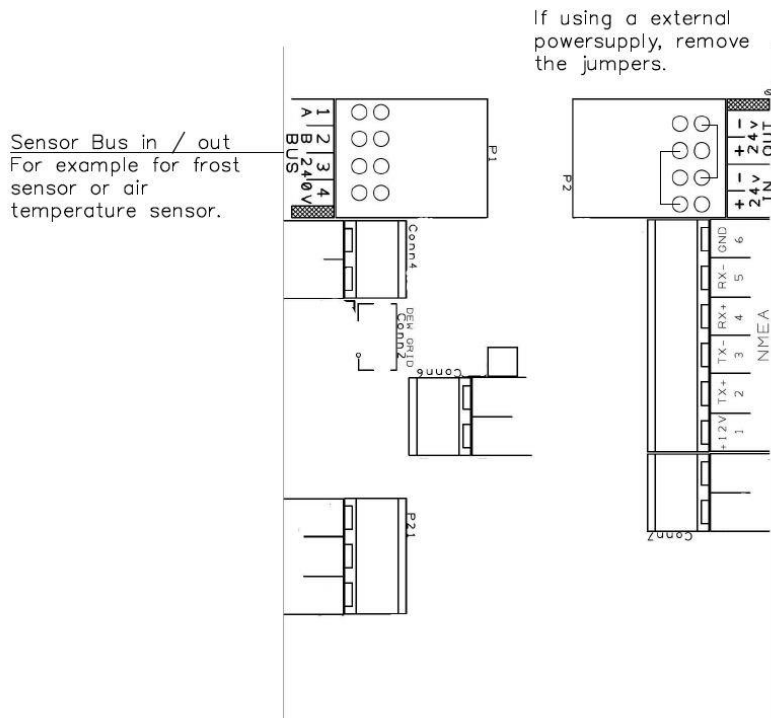 If using a external
powersupply, remove
the jumpers.
Sensor Bus in / out
For example for frost
sensor or air
temperature sensor.
1 2 3 4
A B 240V
BUS
P1
P2
- + - +
24v 24v
OUT IN
Conn4
DEW GRID
Conn2
Conn6
GND 6
RX- 5
RX+ 4
TX- 3
TX+ 2
+12V 1
NMEA
P21
Conn7